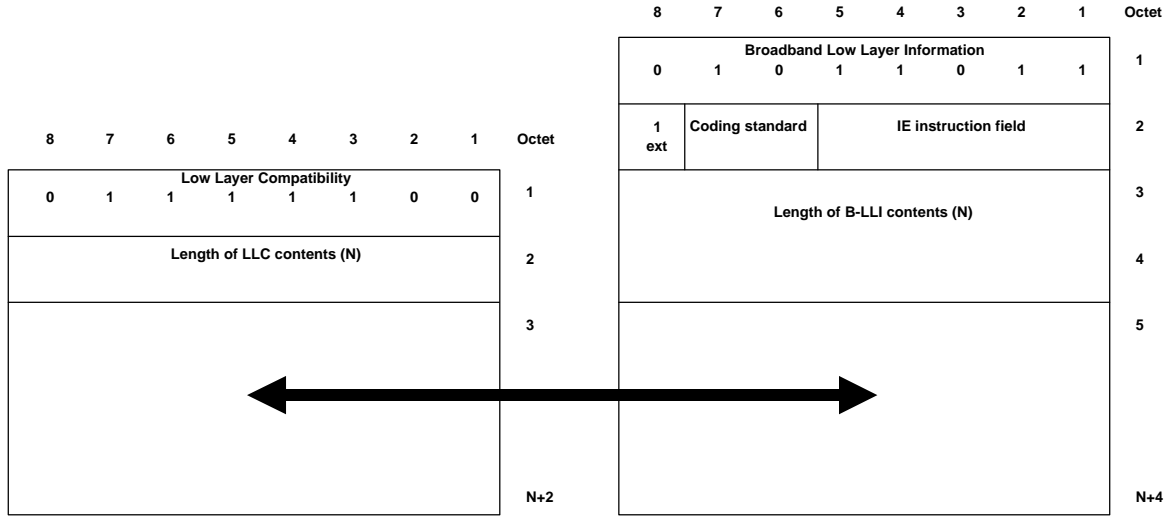 8 7 6 5 4 3 2 1 Octet
Low Layer Compatibility
0 1 1 1 1 1 0 0 1
Length of LLC contents (N) 2
3
N+2
8 7 6 5 4 3 2 1 Octet
Broadband Low Layer Information
1
0 1 0 1 1 0 1 1
1 Coding standard IE instruction field 2
ext
3
Length of B-LLI contents (N)
4
5
N+4